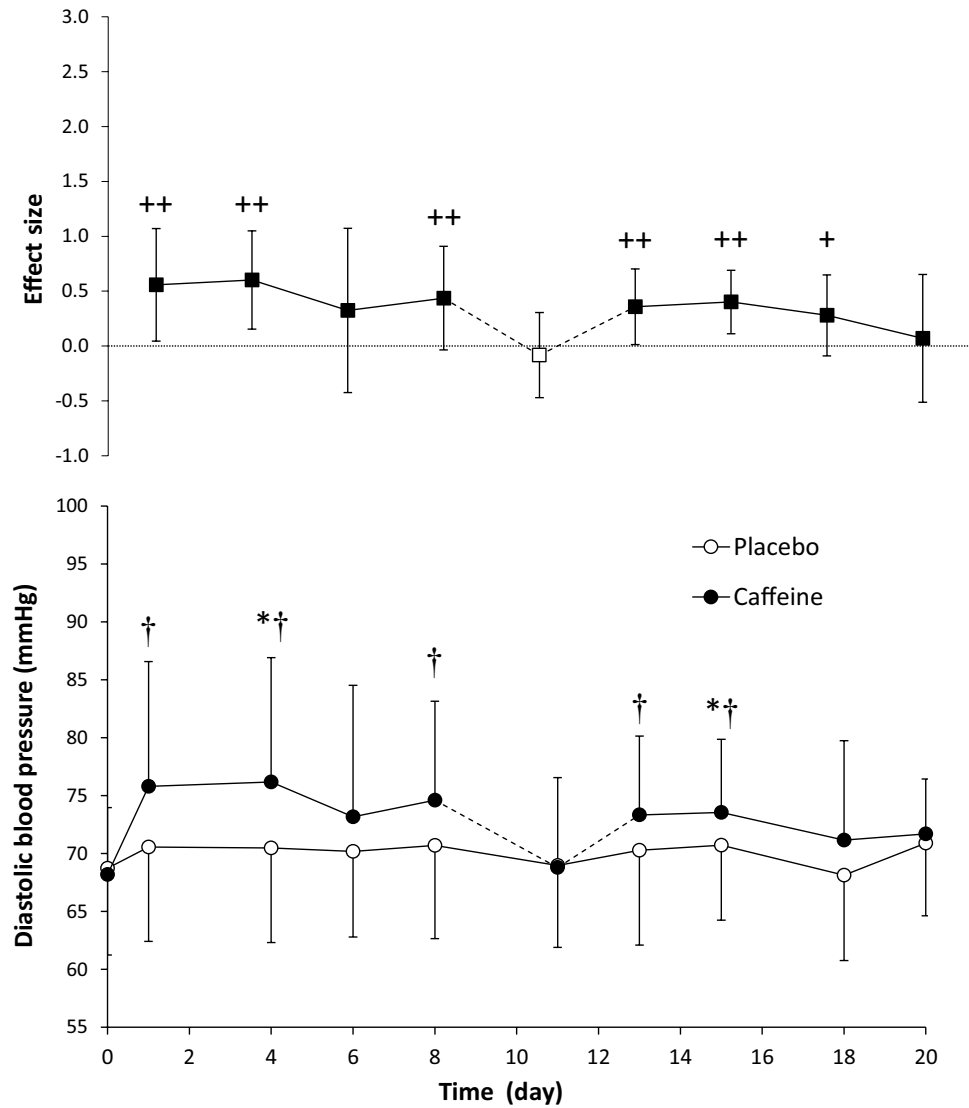 3.0
2.5
2.0
1.5
1.0
0.5
0.0
-0.5
-1.0
Effect size
++ ++ ++ ++ ++ +
100
95
90
85
80
75
70
65
60
55
Diastolic blood pressure (mmHg)
Placebo
Caffeine
† *† † † *†
0 2 4 6 8 10 12 14 16 18 20
Time (day)